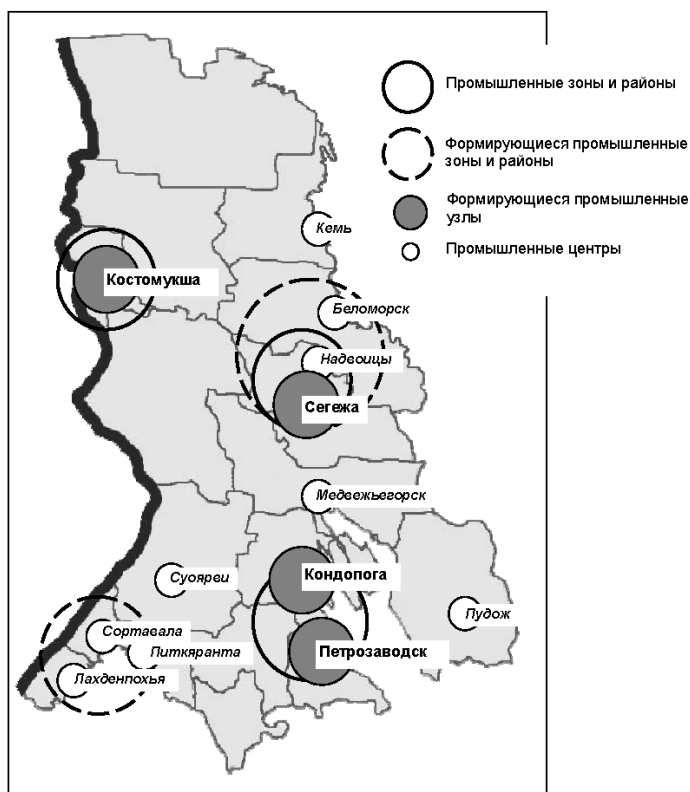 Промышленные зоны и районы
Формирующиеся промышленные
зоны и районы
Формирующиеся промышленные
узлы
Промышленные центры
Кемь
Костомукша
Беломорск
Надвоицы
Сегежа
Медвежьегорск
Суоярви
Кондопога
Пудож
Сортавала
Питкяранта
Петрозаводск
Лахденпохья